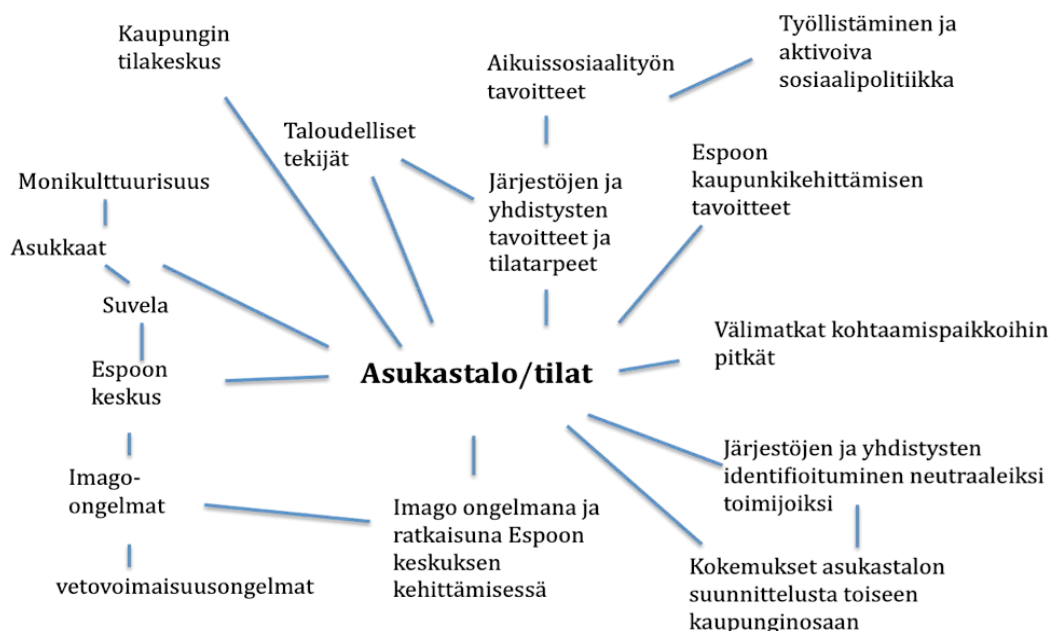 Kaupungin
tilakeskus
Työllistäminen ja
aktivoiva
sosiaalipolitiikka
Aikuissosiaalityön
tavoitteet
Taloudelliset
tekijät
Espoon
kaupunkikehittämisen
tavoitteet
Monikulttuurisuus
Järjestöjen ja
yhdistysten
tavoitteet ja
tilatarpeet
Asukkaat
Suvela
Välimatkat kohtaamispaikkoihin
pitkät
Espoon
keskus
Asukastalo/tilat
Järjestöjen ja yhdistysten
identifioituminen neutraaleiksi
toimijoiksi
Imago-
ongelmat
Imago ongelmana ja
ratkaisuna Espoon
keskuksen
kehittämisessä
vetovoimaisuusongelmat
Kokemukset asukastalon
suunnittelusta toiseen
kaupunginosaan